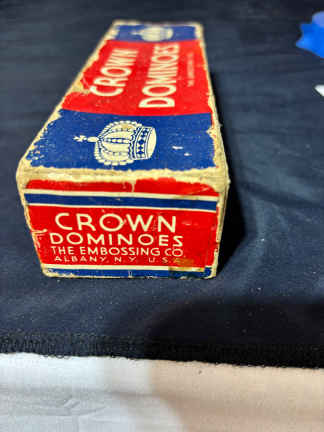 CROWN
DOMINOES
CROWN
DOMINOES
THE EMBOSSING CO.
ALBANY, N.Y. U.S.A.